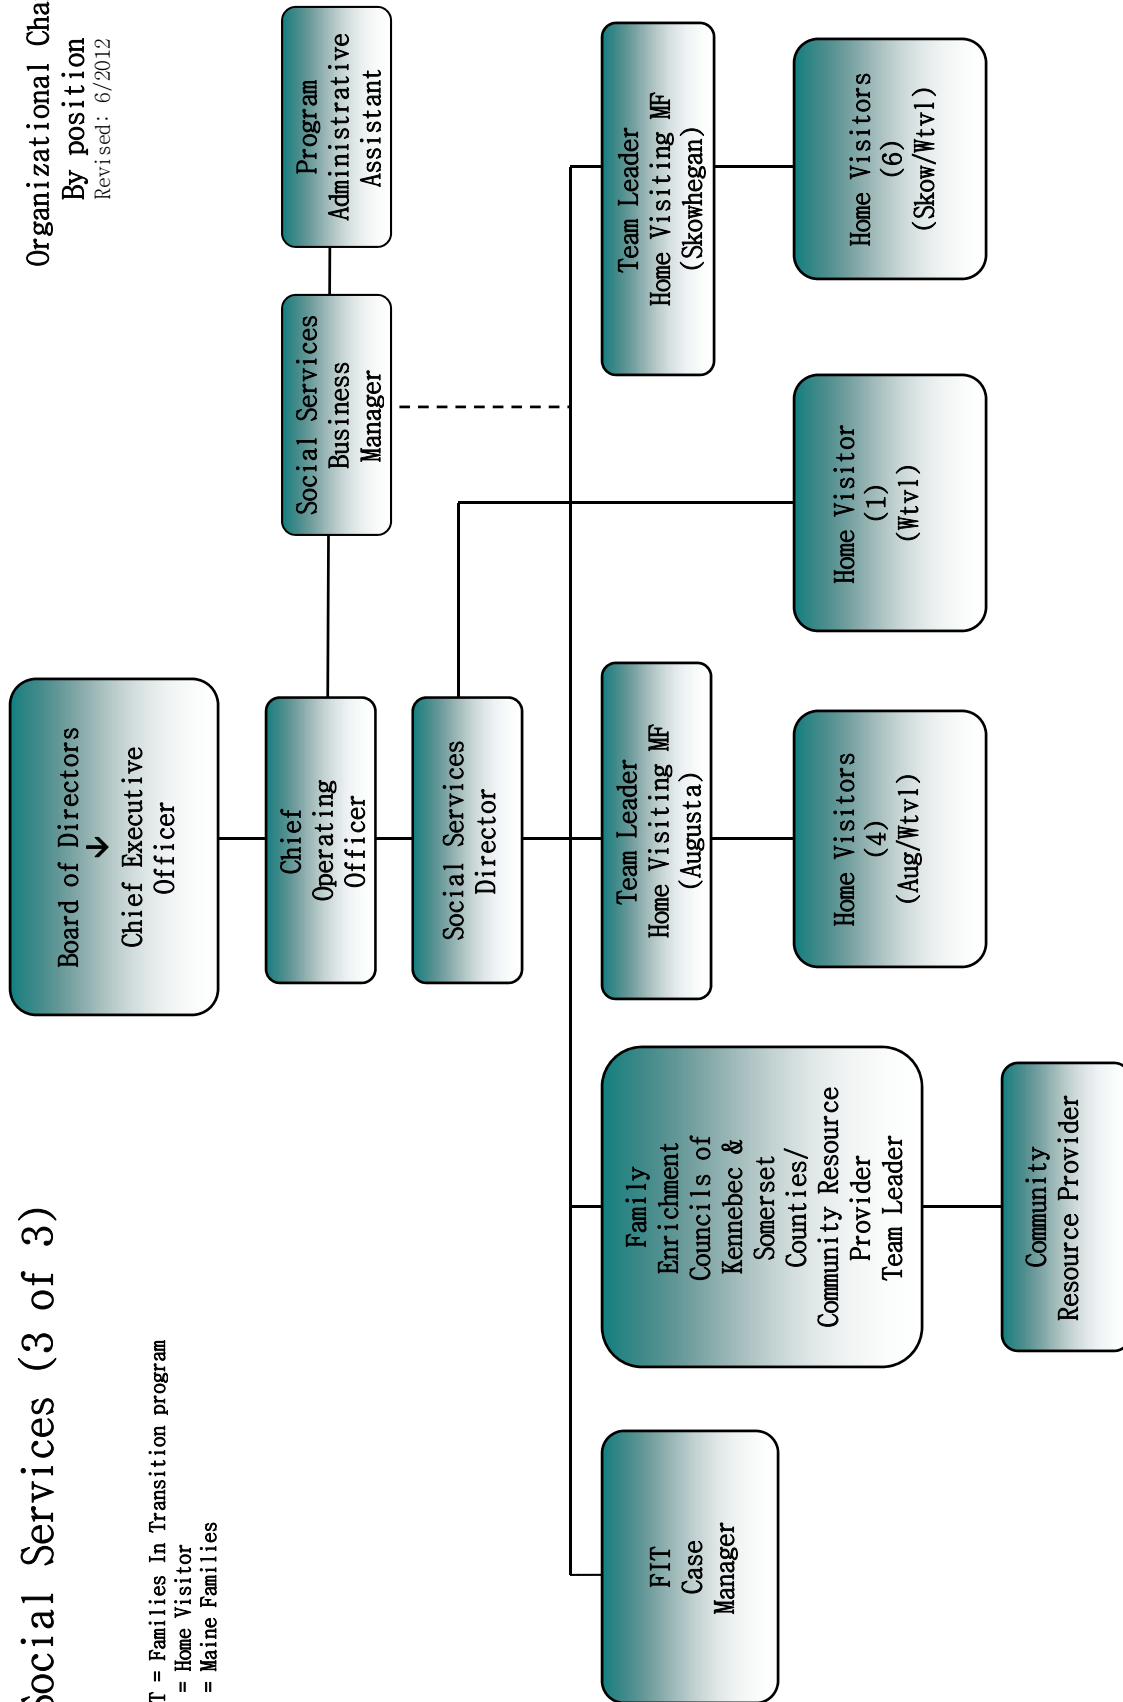 Social Services (3 of 3)
Organizational Cha
By position
Revised: 6/2012
T = Families In Transition program
= Home Visitor
= Maine Families
Board of Directors
→
Chief Executive
Officer
Chief
Operating
Officer
Social Services
Business
Manager
Program
Administrative
Assistant
Social Services
Director
FIT
Case
Manager
Family
Enrichment
Councils of
Kennebec &
Somerset
Counties/
Community Resource
Provider
Team Leader
Team Leader
Home Visiting MF
(Augusta)
Team Leader
Home Visiting MF
(Skowhegan)
Home Visitors
(4)
(Aug/Wtvl)
Home Visitor
(1)
(Wtvl)
Home Visitors
(6)
(Skow/Wtvl)
Community
Resource Provider